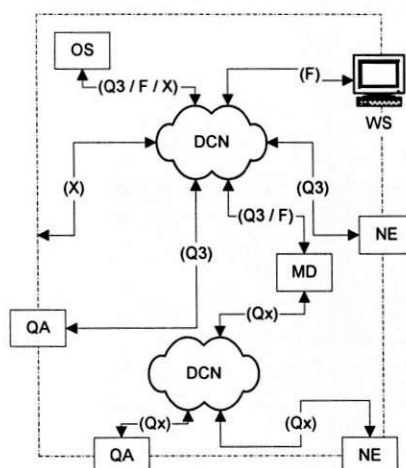 OS
(Q3 / F / X)
(F)
WS
DCN
(X)
(Q3)
(Q3 / F)
NE
(Q3)
MD
QA
(Qx)
DCN
(Qx)
(Qx)
QA
NE